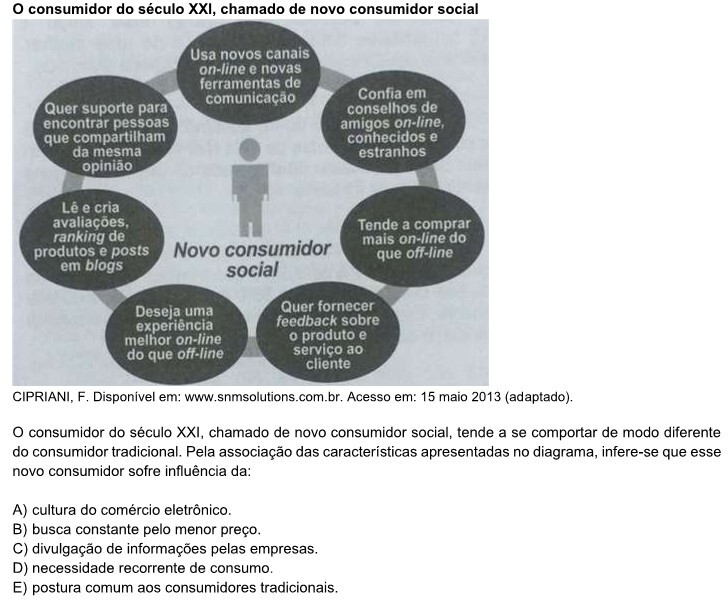 O consumidor do século XXI, chamado de novo consumidor social
Usa novos canais
on-line e novas
ferramentas de
comunicação
Confia em
conselhos de
amigos on-line,
conhecidos e
estranhos
Tende a comprar
mais on-line do
que off-line
Quer fornecer
feedback sobre
o produto e
serviço ao
cliente
Deseja uma
experiência
melhor on-line
do que off-line
Lê e cria
avaliações,
ranking de
produtos e posts
em blogs
Quer suporte para
encontrar pessoas
que compartilham
da mesma
opinião
Novo consumidor
social
CIPRIANI, F. Disponível em: www.snmsolutions.com.br. Acesso em: 15 maio 2013 (adaptado).
O consumidor do século XXI, chamado de novo consumidor social, tende a se comportar de modo diferente
do consumidor tradicional. Pela associação das características apresentadas no diagrama, infere-se que esse
novo consumidor sofre influência da:
A) cultura do comércio eletrônico.
B) busca constante pelo menor preço.
C) divulgação de informações pelas empresas.
D) necessidade recorrente de consumo.
E) postura comum aos consumidores tradicionais.